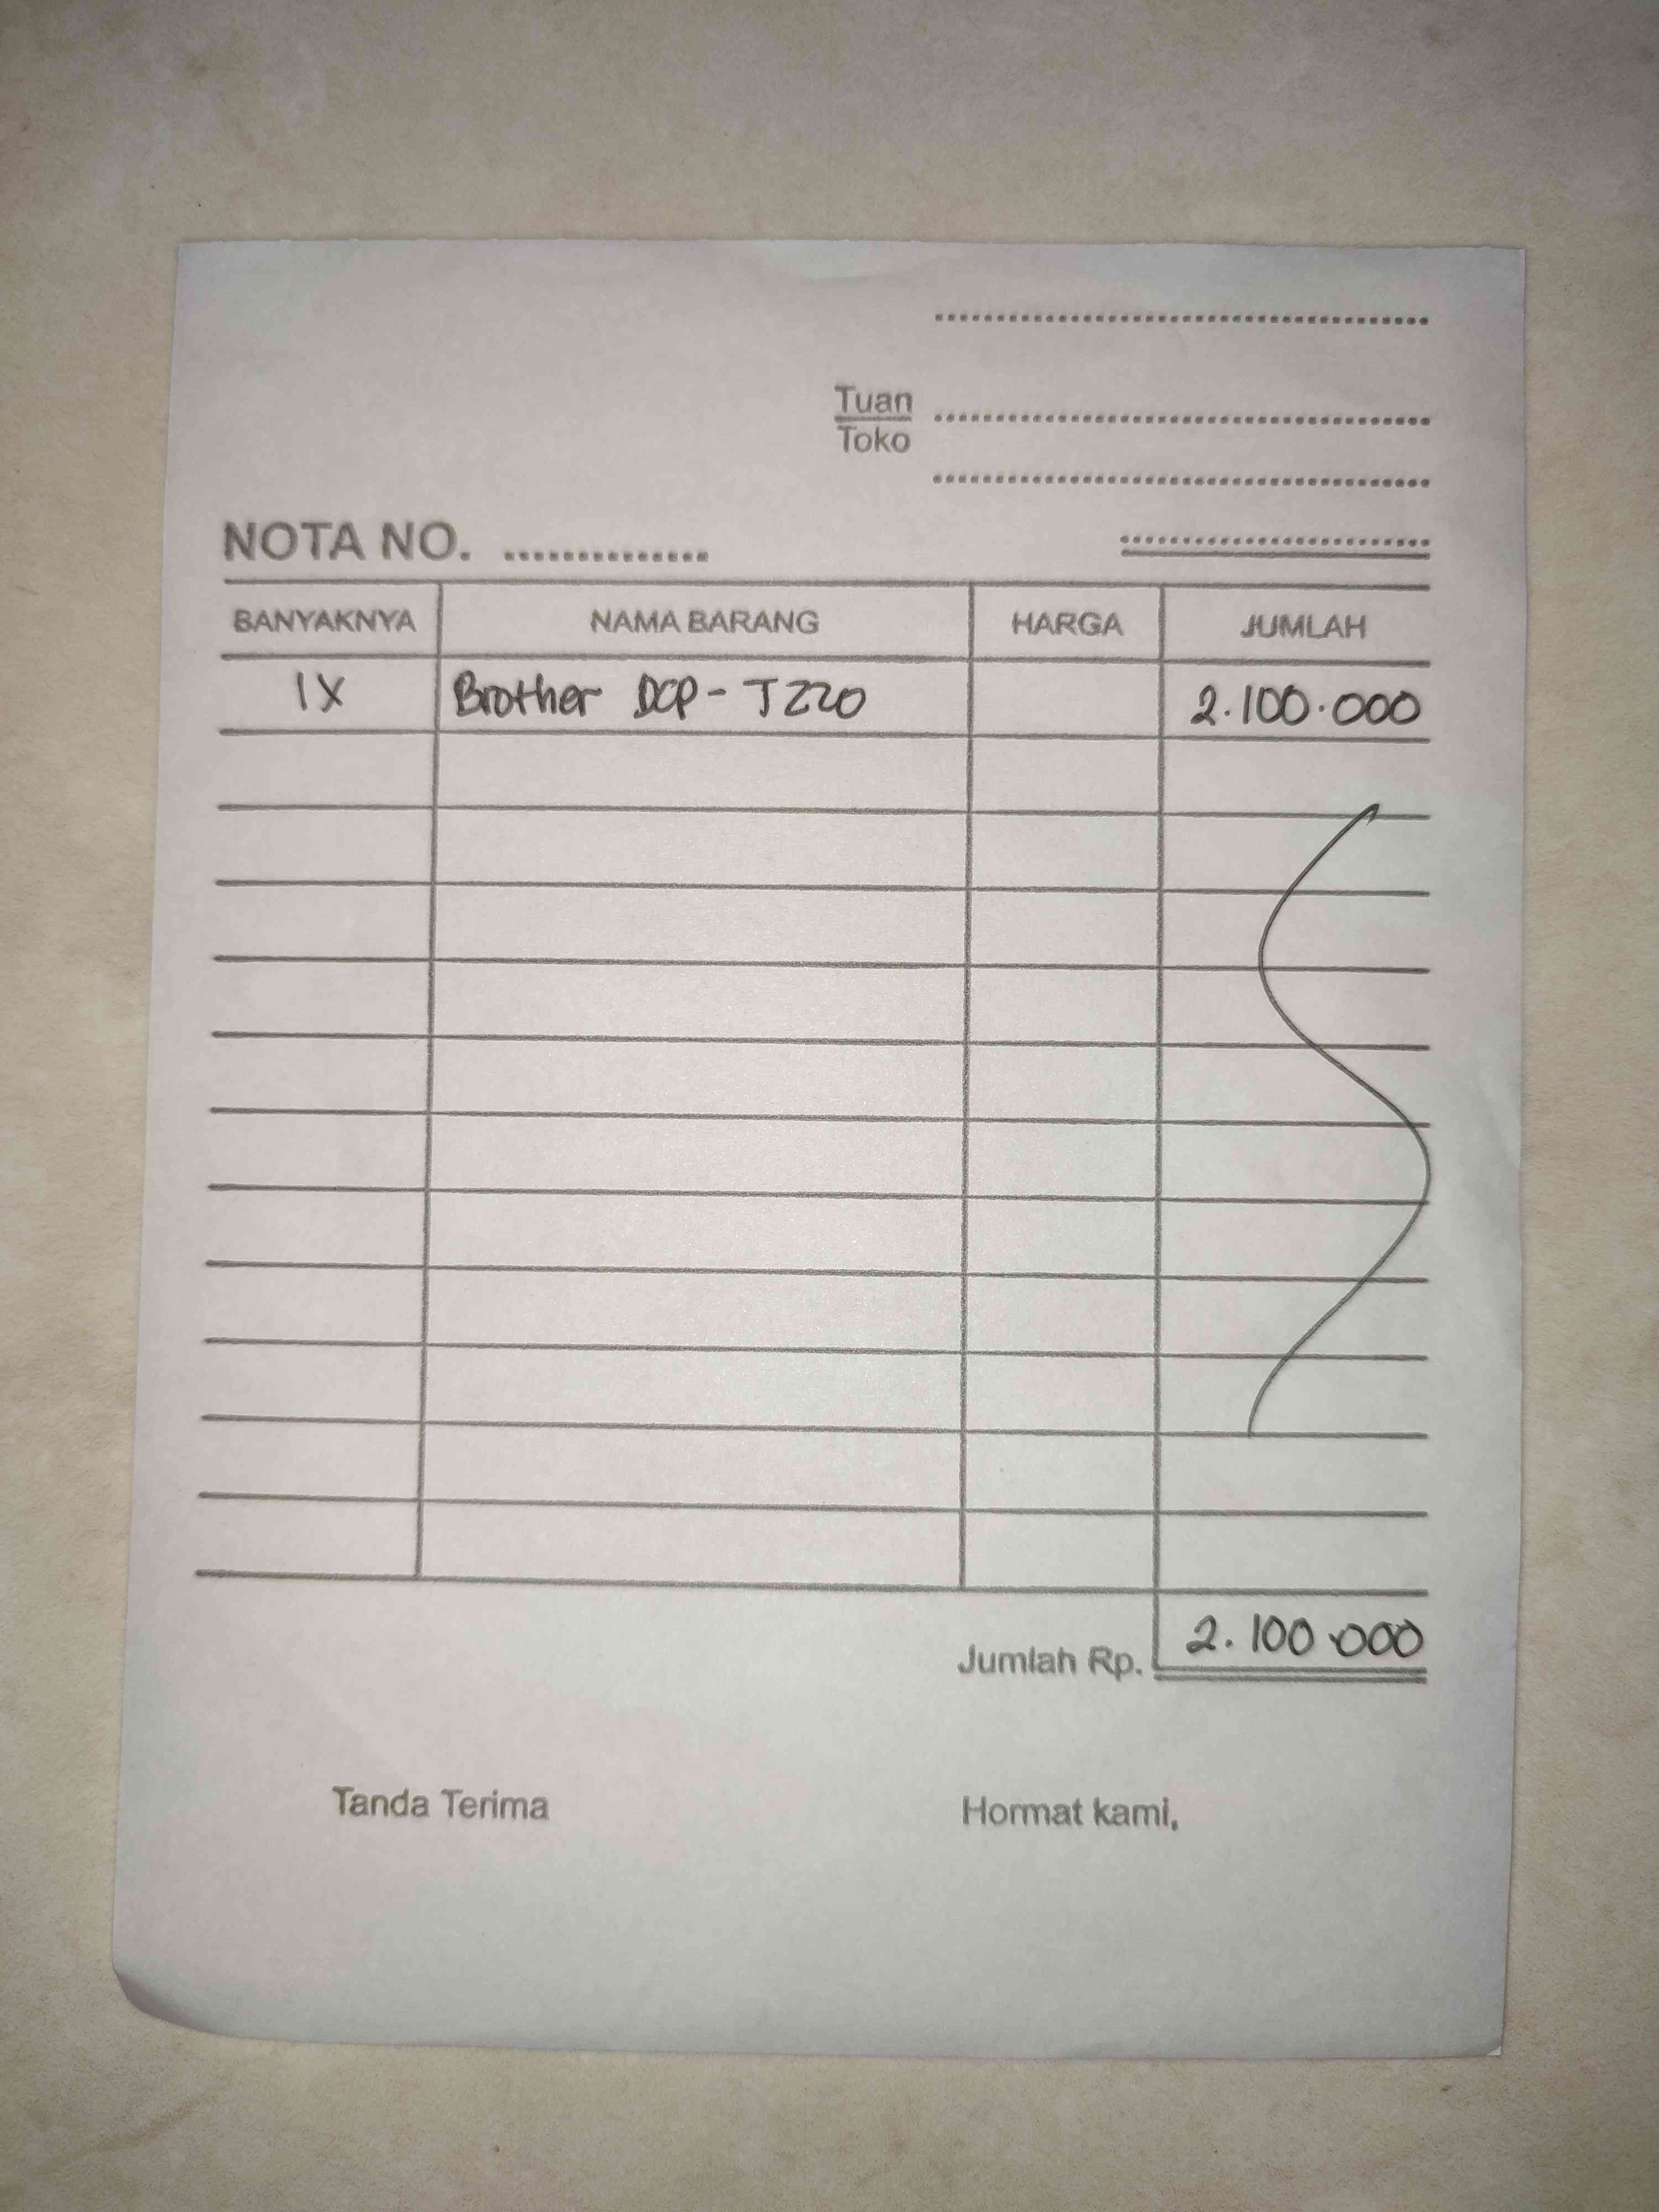 Tuan
Toko
NOTA NO. ..............
BANYAKNYA NAMA BARANG HARGA JUMLAH
1X Brother DCP-T220 2.100.000
Jumlah Rp. 2.100.000
Tanda Terima Hormat kami,